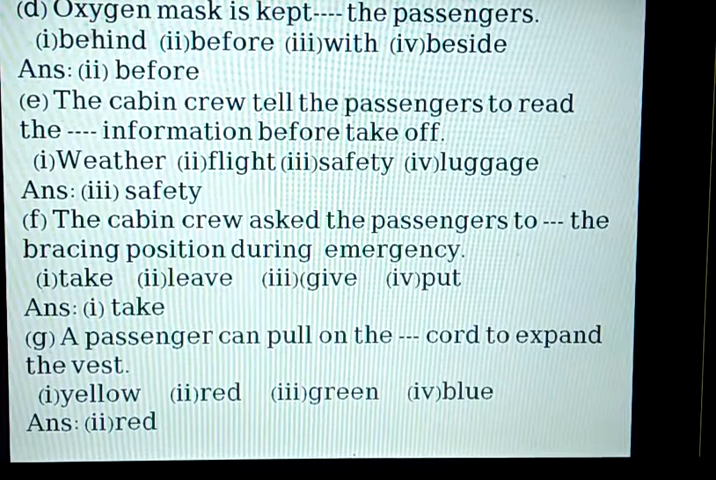 (d) Oxygen mask is kept---- the passengers.
(i)behind (ii)before (iii)with (iv)beside
Ans: (ii) before
(e) The cabin crew tell the passengers to read
the ---- information before take off.
(i)Weather (ii)flight (iii)safety (iv)luggage
Ans: (iii) safety
(f) The cabin crew asked the passengers to --- the
bracing position during emergency.
(i)take (ii)leave (iii)(give (iv)put
Ans: (i) take
(g) A passenger can pull on the --- cord to expand
the vest.
(i)yellow (ii)red (iii)green (iv)blue
Ans: (ii)red